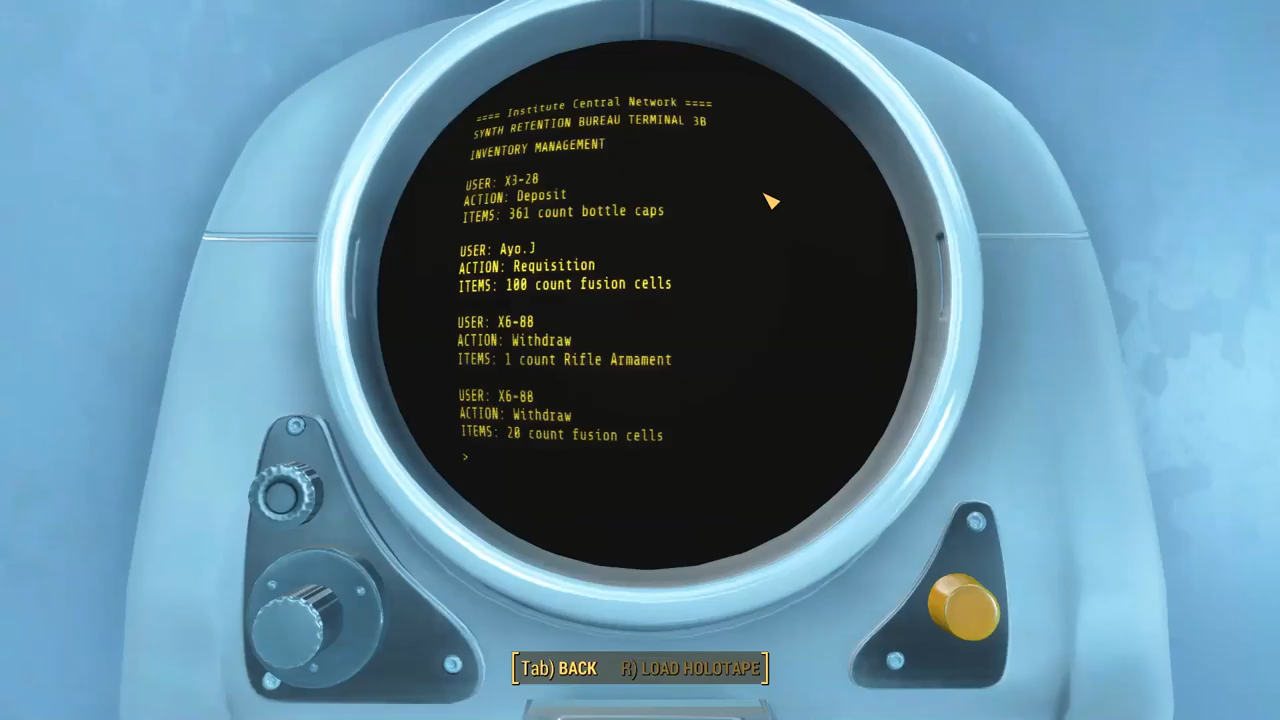 ==== Institute Central Network ====
SYNTH RETENTION BUREAU TERMINAL 3B
INVENTORY MANAGEMENT
USER: X3-28
ACTION: Deposit
ITEMS: 361 count bottle caps
USER: Ayo.J
ACTION: Requisition
ITEMS: 100 count fusion cells
USER: X6-88
ACTION: Withdraw
ITEMS: 1 count Rifle Armament
USER: X6-88
ACTION: Withdraw
ITEMS: 20 count fusion cells
>
Tab) BACK R) LOAD HOLOTAPE